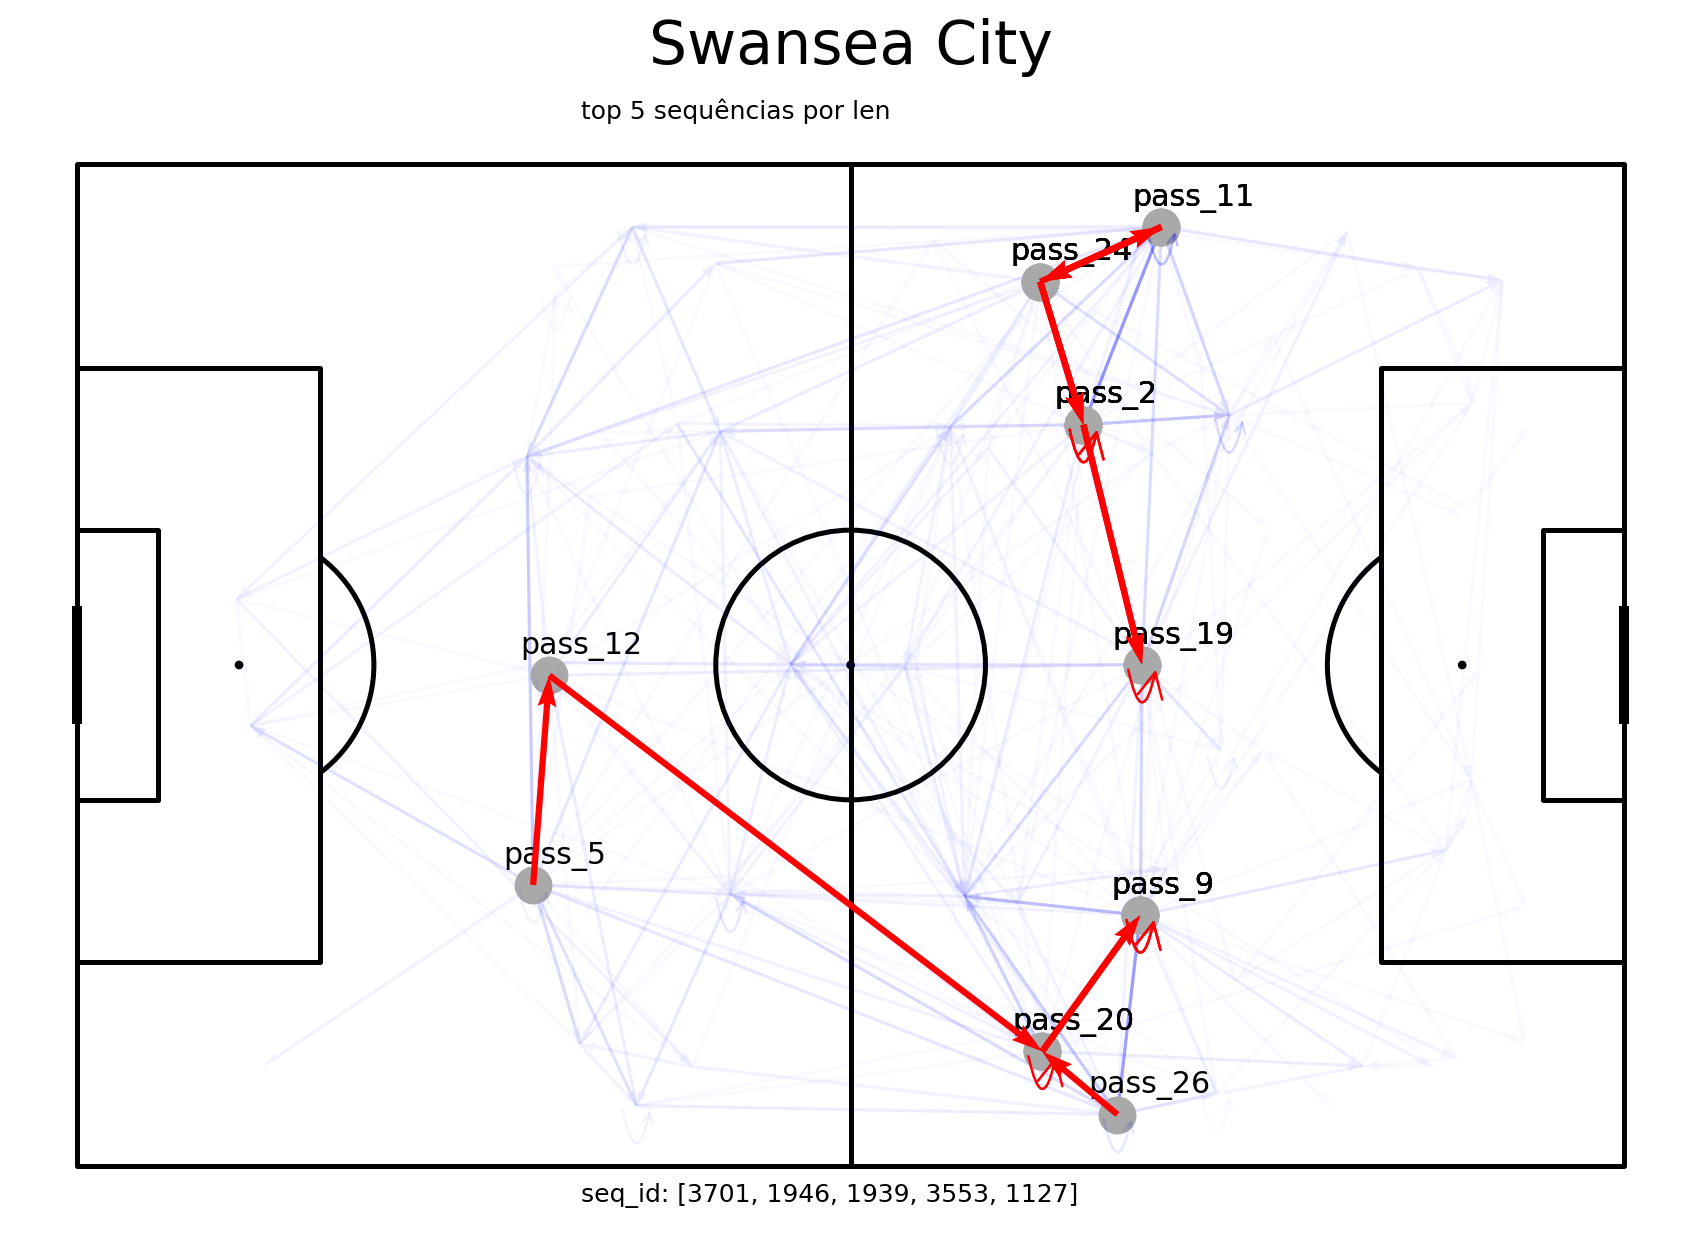 Swansea City
top 5 sequências por len
pass_11
pass_24
pass_2
pass_19
pass_12
pass_5
pass_9
pass_20
pass_26
seq_id: [3701, 1946, 1939, 3553, 1127]